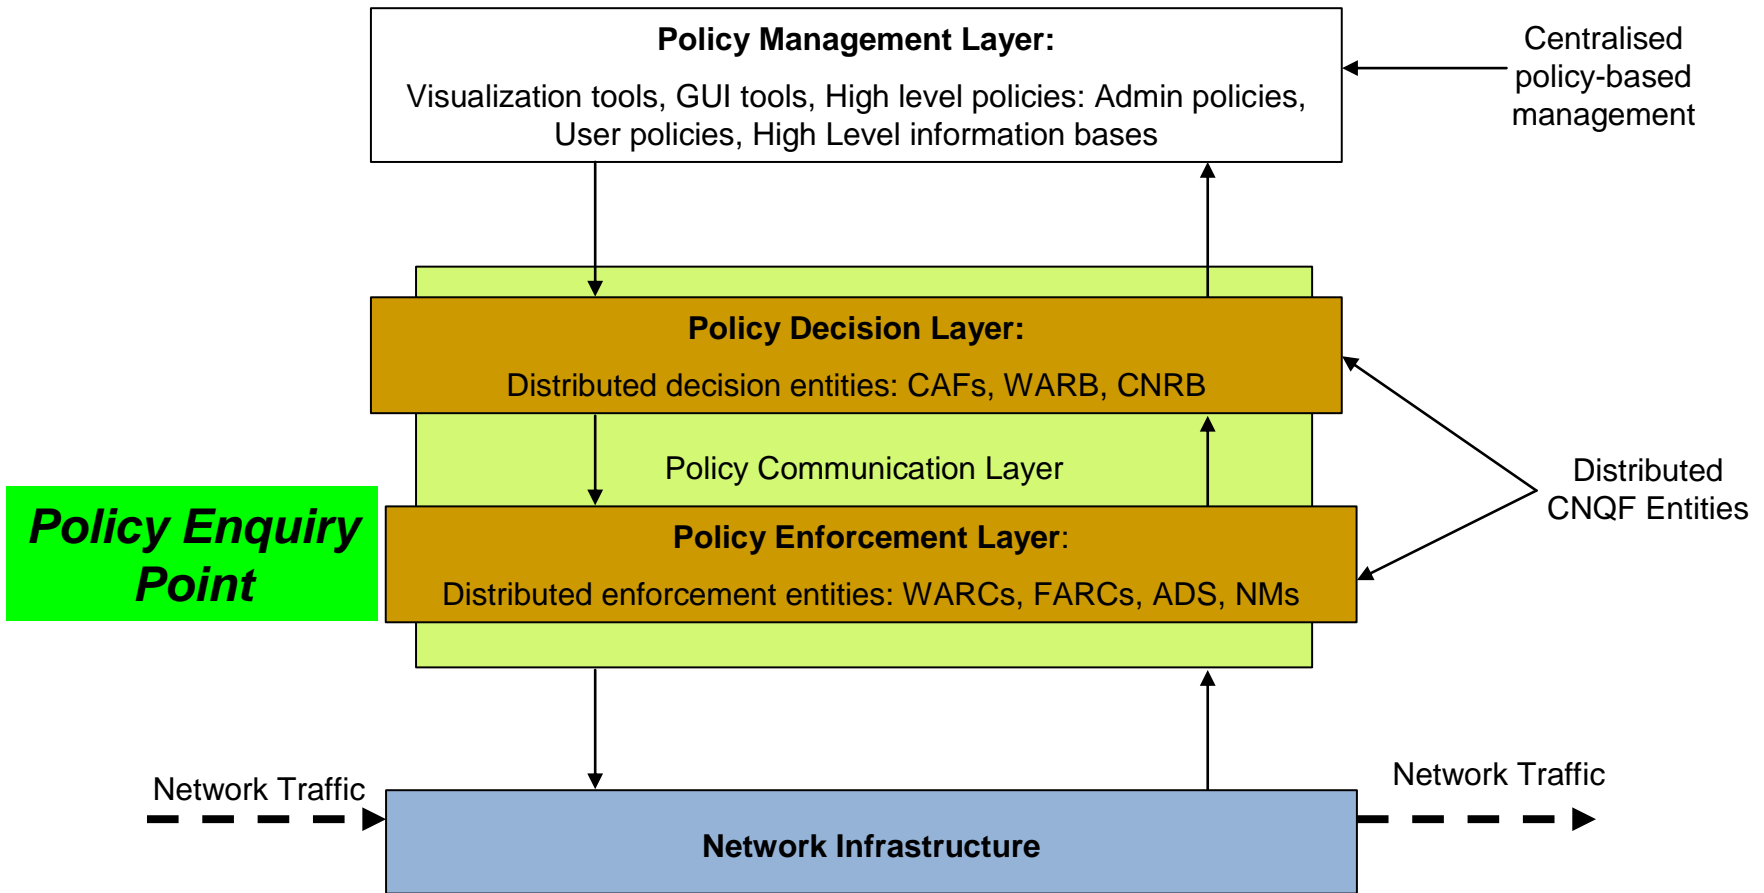 Policy Management Layer:
Visualization tools, GUI tools, High level policies: Admin policies,
User policies, High Level information bases
Centralised
policy-based
management
Policy Decision Layer:
Distributed decision entities: CAFs, WARB, CNRB
Policy Communication Layer
Distributed
CNQF Entities
Policy Enquiry
Point
Policy Enforcement Layer:
Distributed enforcement entities: WARCs, FARCs, ADS, NMs
Network Traffic
Network Traffic
Network Infrastructure